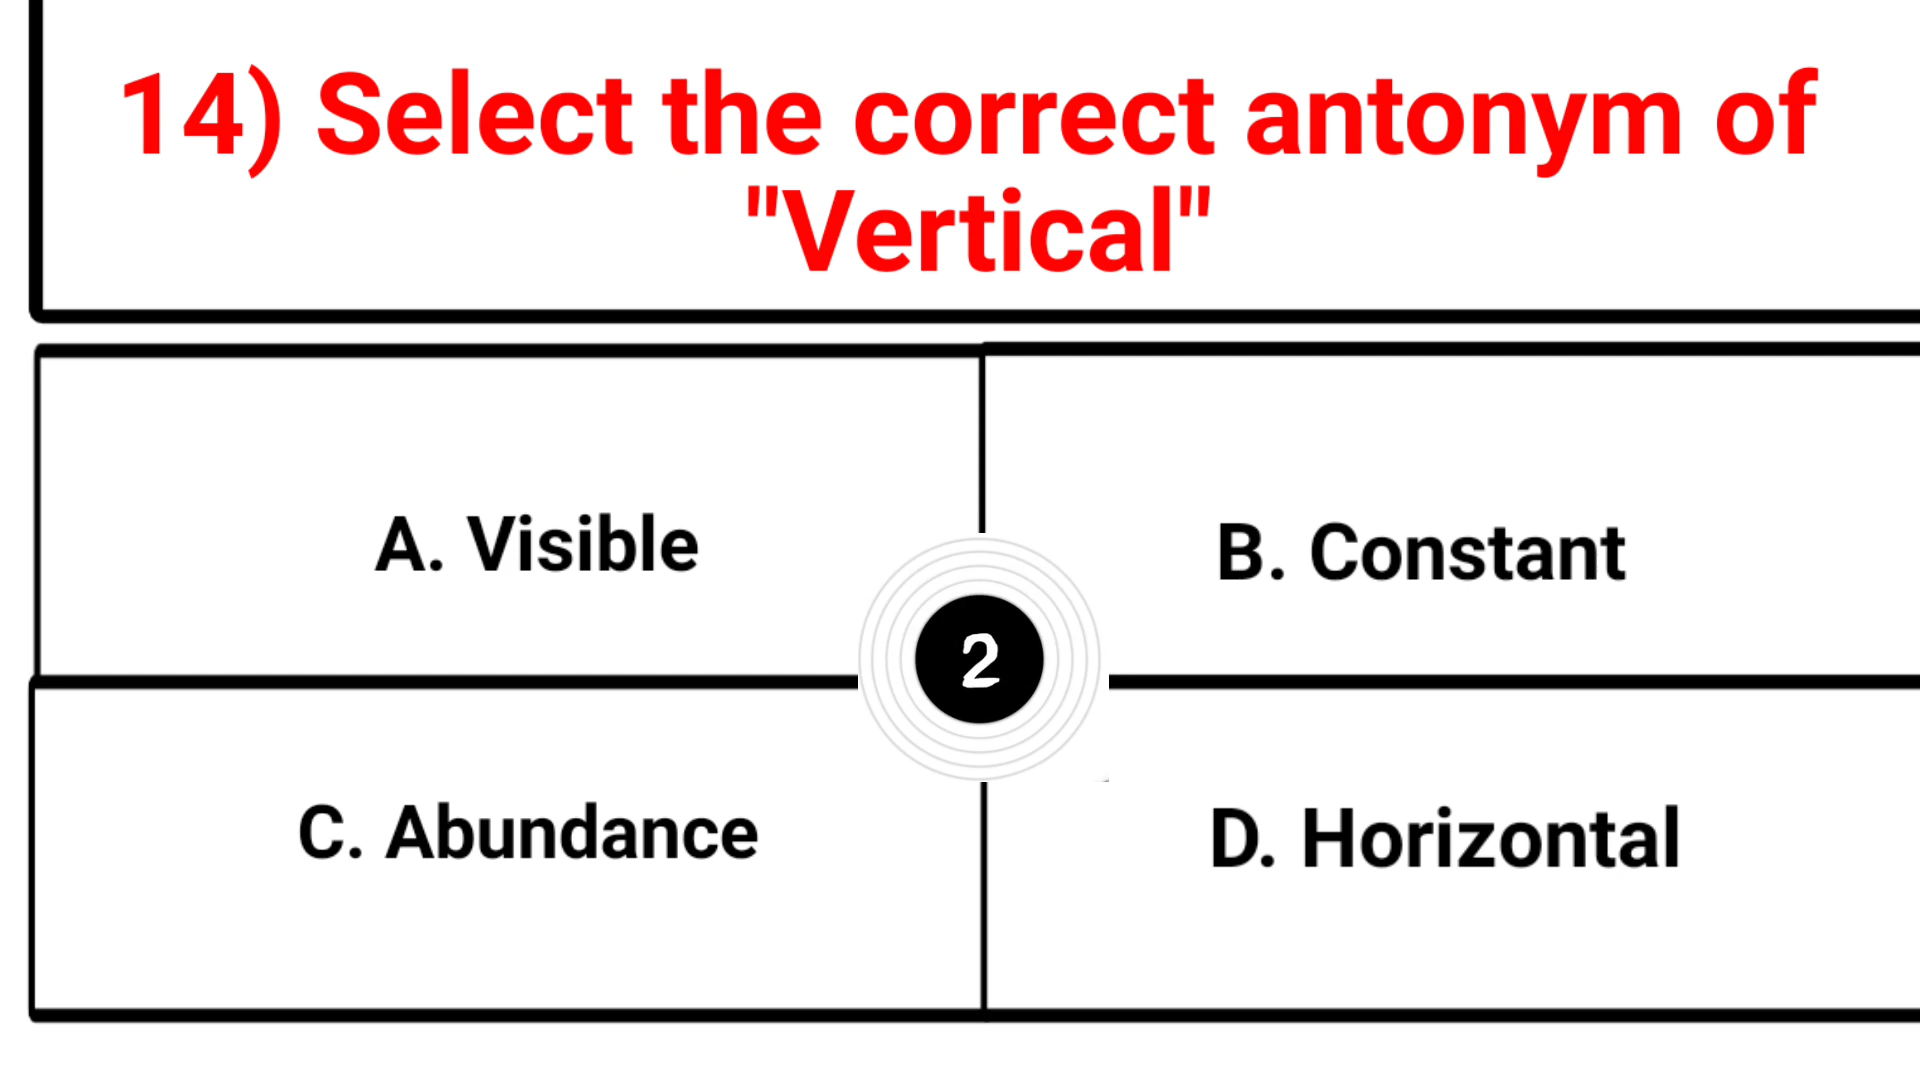 14) Select the correct antonym of
"Vertical"
A. Visible
B. Constant
2
C. Abundance
D. Horizontal